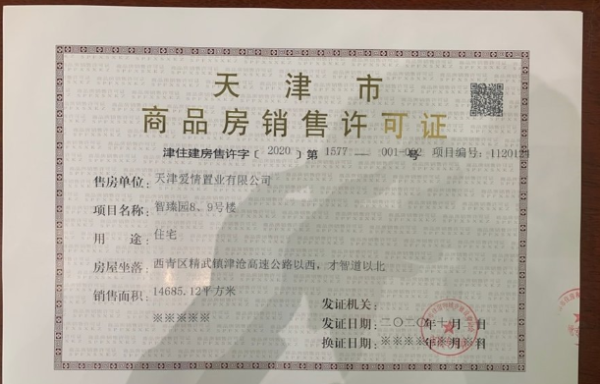 天津市
商品房销售许可证
津住建房售许字〔2020〕第1577—001-002号 项目编号：112012
售房单位：天津爱情置业有限公司
项目名称：智臻园8、9号楼
用途：住宅
房屋坐落：西青区精武镇津沧高速公路以西，才智道以北
销售面积：14685.12平方米
※※※※※
发证机关：
发证日期：二〇二〇年十月 日
换证日期：※※※※年※月※日